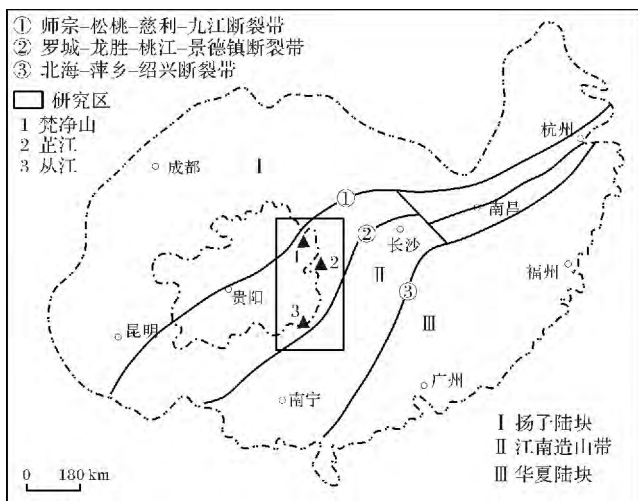 ① 师宗–松桃–慈利–九江断裂带
② 罗城–龙胜–桃江–景德镇断裂带
③ 北海–萍乡–绍兴断裂带
研究区
1 梵净山
2 芷江
3 从江
杭州
成都
Ⅰ
①
南昌
②
长沙
1
2
Ⅱ
福州
贵阳
③
3
Ⅲ
昆明
广州
南宁
Ⅰ 扬子陆块
Ⅱ 江南造山带
Ⅲ 华夏陆块
0 180 km